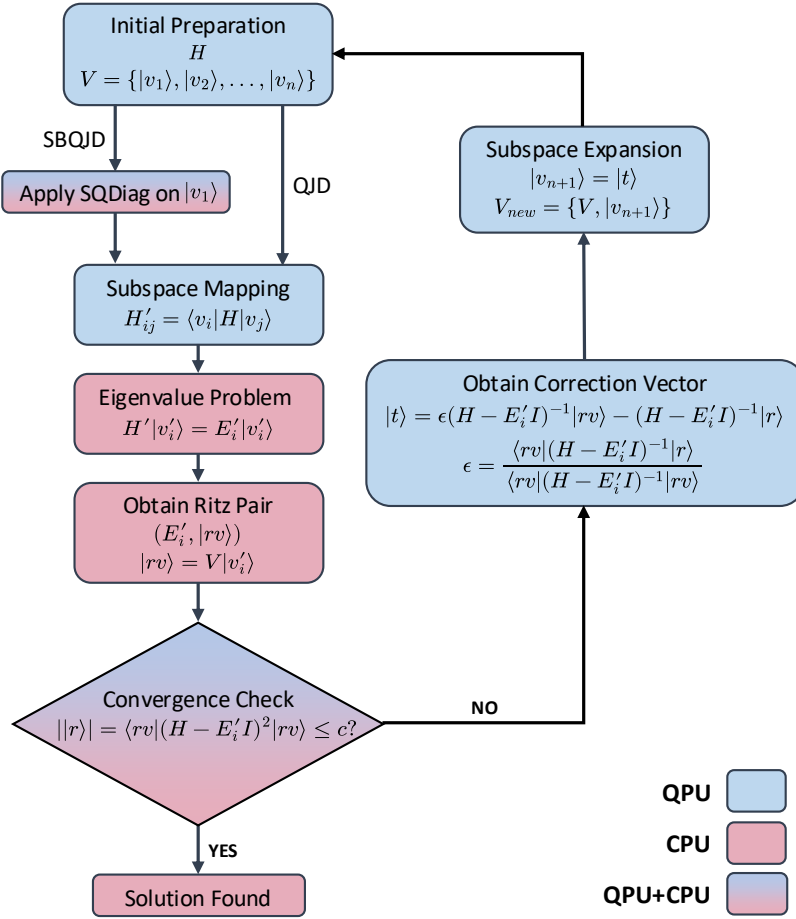 Initial Preparation
H
V = {|v₁⟩, |v₂⟩, . . . , |vₙ⟩}
SBQJD
QJD
Apply SQDiag on |v₁⟩
Subspace Mapping
H′ᵢⱼ = ⟨vᵢ|H|vⱼ⟩
Eigenvalue Problem
H′|v′ᵢ⟩ = E′ᵢ|v′ᵢ⟩
Obtain Ritz Pair
(E′ᵢ, |rv⟩)
|rv⟩ = V|v′ᵢ⟩
Convergence Check
||r⟩| = ⟨rv|(H − E′ᵢI)²|rv⟩ ≤ c?
YES
Solution Found
NO
Obtain Correction Vector
|t⟩ = ϵ(H − E′ᵢI)⁻¹|rv⟩ − (H − E′ᵢI)⁻¹|r⟩
ϵ = ⟨rv|(H − E′ᵢI)⁻¹|r⟩ / ⟨rv|(H − E′ᵢI)⁻¹|rv⟩
Subspace Expansion
|vₙ₊₁⟩ = |t⟩
Vₙₑw = {V, |vₙ₊₁⟩}
QPU
CPU
QPU+CPU